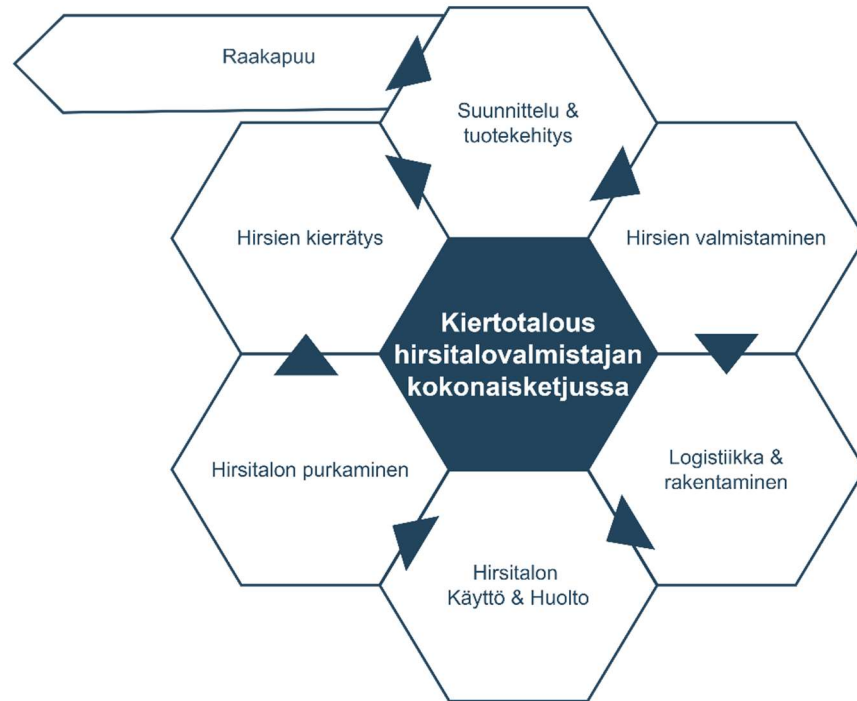 Raakapuu
Suunnittelu &
tuotekehitys
Hirsien kierrätys
Hirsien valmistaminen
Kiertotalous
hirsitalovalmistajan
kokonaisketjussa
Hirsitalon purkaminen
Logistiikka &
rakentaminen
Hirsitalon
Käyttö & Huolto